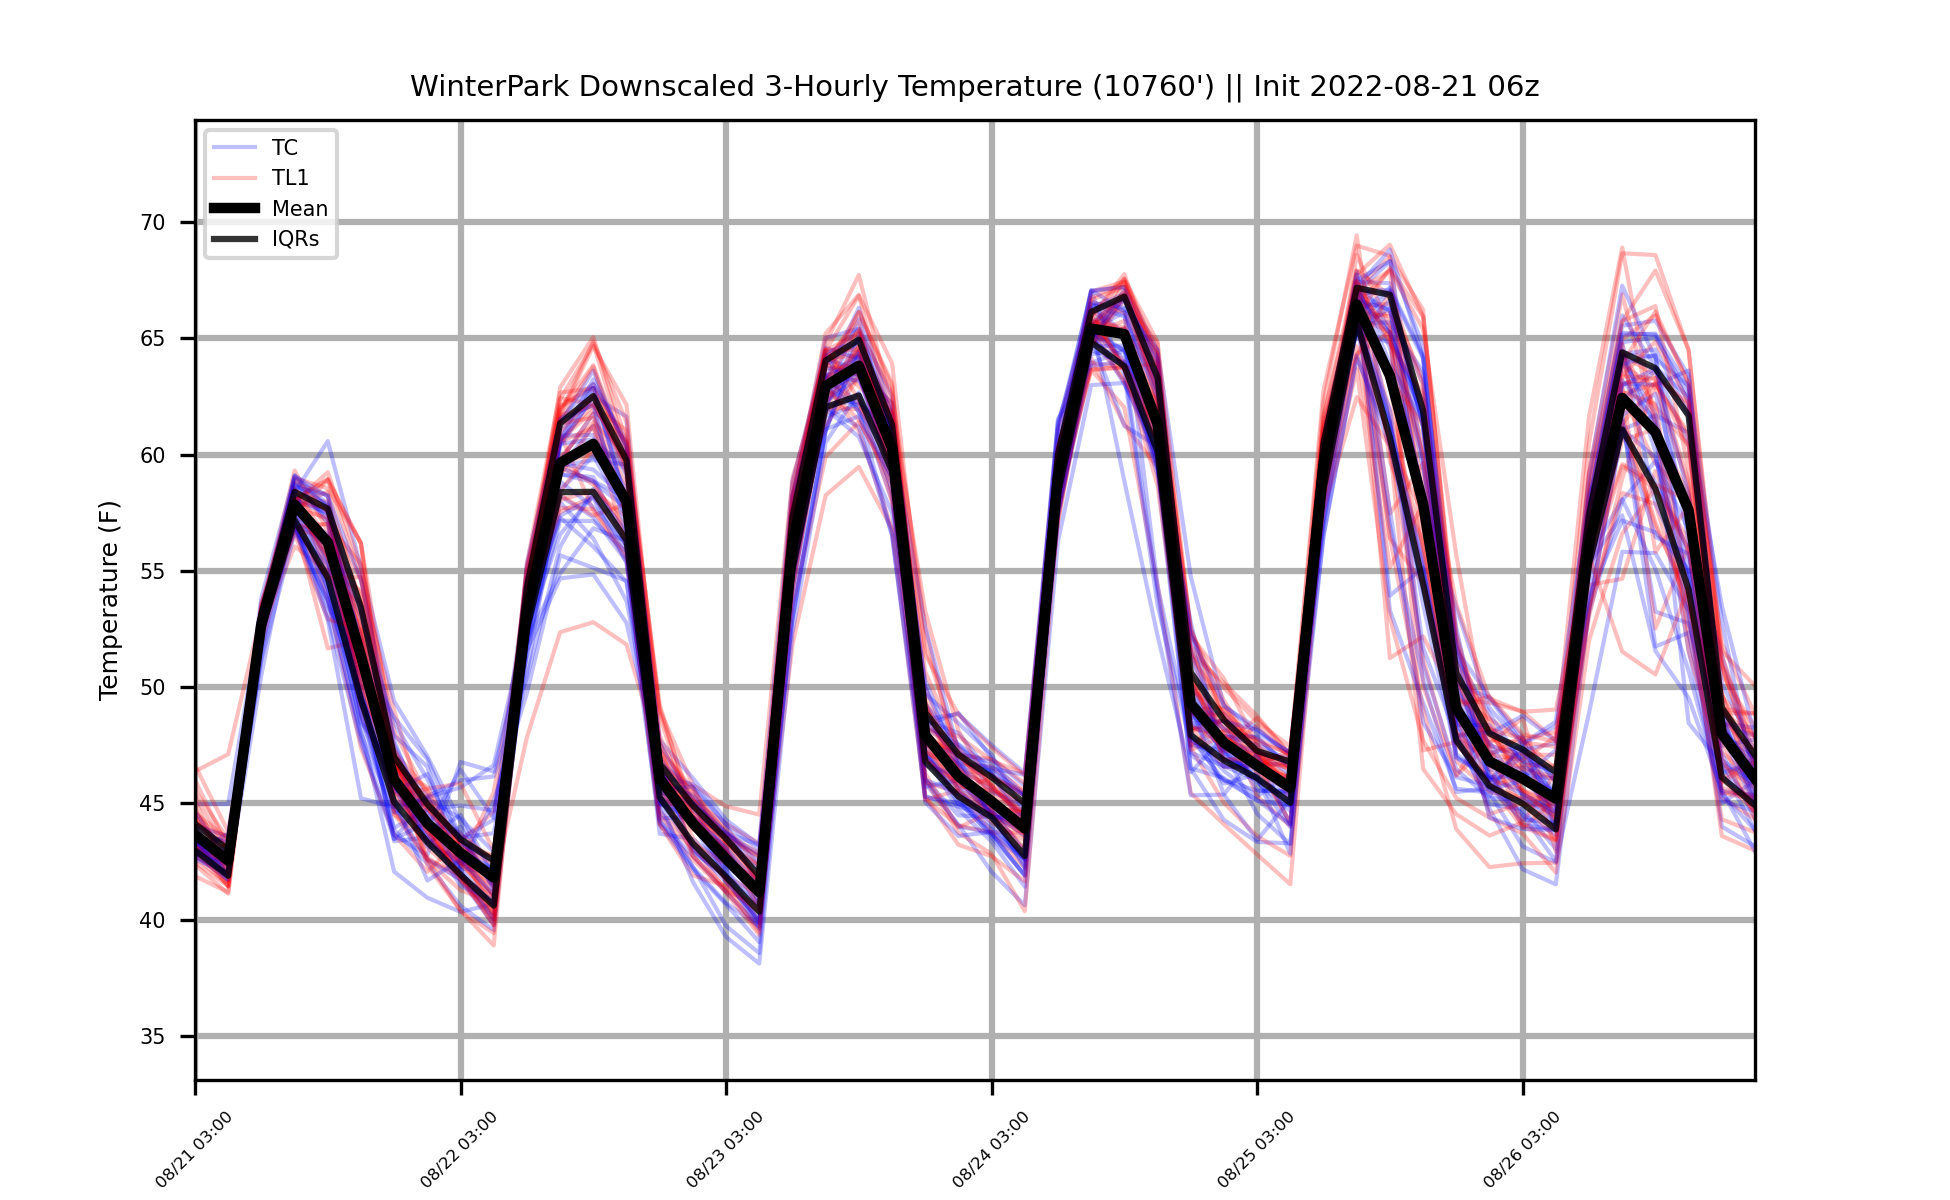 WinterPark Downscaled 3-Hourly Temperature (10760') || Init 2022-08-21 06z
TC
TL1
Mean
IQRs
Temperature (F)
70
65
60
55
50
45
40
35
08/21 03:00
08/22 03:00
08/23 03:00
08/24 03:00
08/25 03:00
08/26 03:00